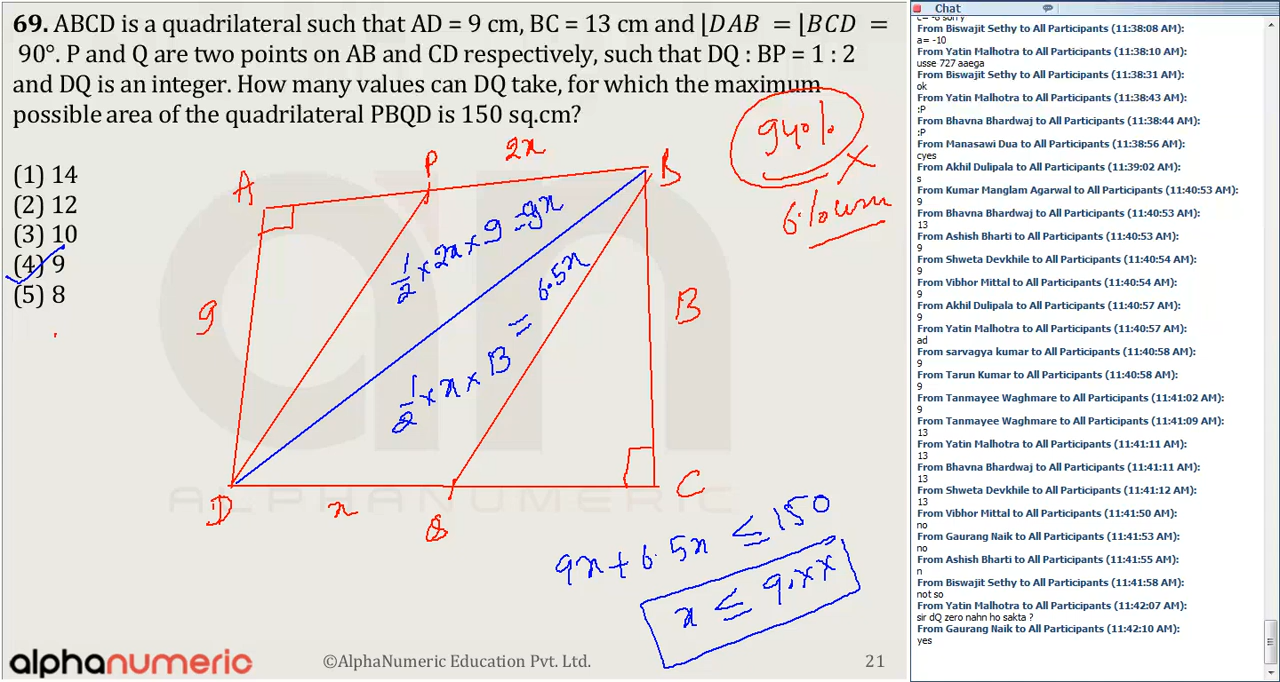 69. ABCD is a quadrilateral such that AD = 9 cm, BC = 13 cm and ⌊DAB = ⌊BCD =
90°. P and Q are two points on AB and CD respectively, such that DQ : BP = 1 : 2
and DQ is an integer. How many values can DQ take, for which the maximum
possible area of the quadrilateral PBQD is 150 sq.cm?
(1) 14
(2) 12
(3) 10
(4) 9
(5) 8
94%
x
A
P
2x
B
9
1/2 × 2x × 9 = 9x
1/2 × x × 13 = 6.5x
13
D
x
Q
C
9x + 6.5x ≤ 150
x ≤ 9.xx
ALPHANUMERIC
alphanumeric
©AlphaNumeric Education Pvt. Ltd.
21
Chat
c= -6 sorry
From Biswajit Sethy to All Participants (11:38:08 AM):
a= -10
From Yatin Malhotra to All Participants (11:38:10 AM):
usse 727 aaega
From Biswajit Sethy to All Participants (11:38:31 AM):
ok
From Yatin Malhotra to All Participants (11:38:43 AM):
:P
From Bhavna Bhardwaj to All Participants (11:38:44 AM):
:P
From Manasawi Dua to All Participants (11:38:56 AM):
cyes
From Akhil Dulipala to All Participants (11:39:02 AM):
s
From Kumar Manglam Agarwal to All Participants (11:40:53 AM):
9
From Bhavna Bhardwaj to All Participants (11:40:53 AM):
13
From Ashish Bharti to All Participants (11:40:53 AM):
9
From Shweta Devkhile to All Participants (11:40:54 AM):
9
From Vibhor Mittal to All Participants (11:40:54 AM):
9
From Akhil Dulipala to All Participants (11:40:57 AM):
9
From Yatin Malhotra to All Participants (11:40:57 AM):
ad
From sarvagya kumar to All Participants (11:40:58 AM):
9
From Tarun Kumar to All Participants (11:40:58 AM):
9
From Tanmayee Waghmare to All Participants (11:41:02 AM):
9
From Tanmayee Waghmare to All Participants (11:41:09 AM):
13
From Yatin Malhotra to All Participants (11:41:11 AM):
13
From Bhavna Bhardwaj to All Participants (11:41:11 AM):
13
From Shweta Devkhile to All Participants (11:41:12 AM):
13
From Vibhor Mittal to All Participants (11:41:50 AM):
no
From Gaurang Naik to All Participants (11:41:53 AM):
no
From Ashish Bharti to All Participants (11:41:55 AM):
n
From Biswajit Sethy to All Participants (11:41:58 AM):
not so
From Yatin Malhotra to All Participants (11:42:07 AM):
sir dQ zero nahn ho sakta ?
From Gaurang Naik to All Participants (11:42:10 AM):
yes